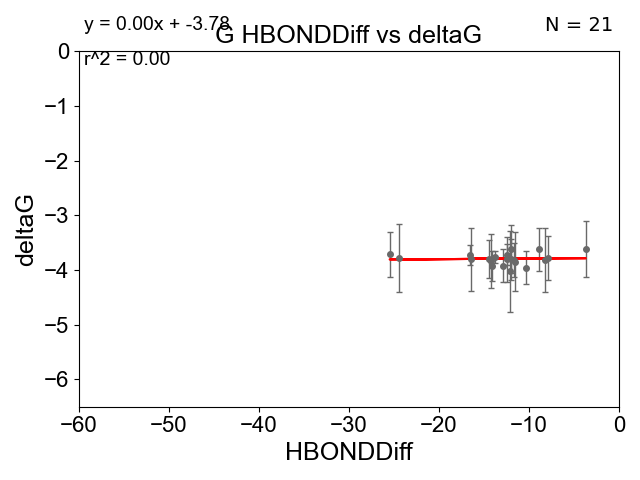 y = 0.00x + -3.78
G HBONDDiff vs deltaG
N = 21
r^2 = 0.00
0
−1
−2
−3
−4
−5
−6
deltaG
−60
−50
−40
−30
−20
−10
0
HBONDDiff